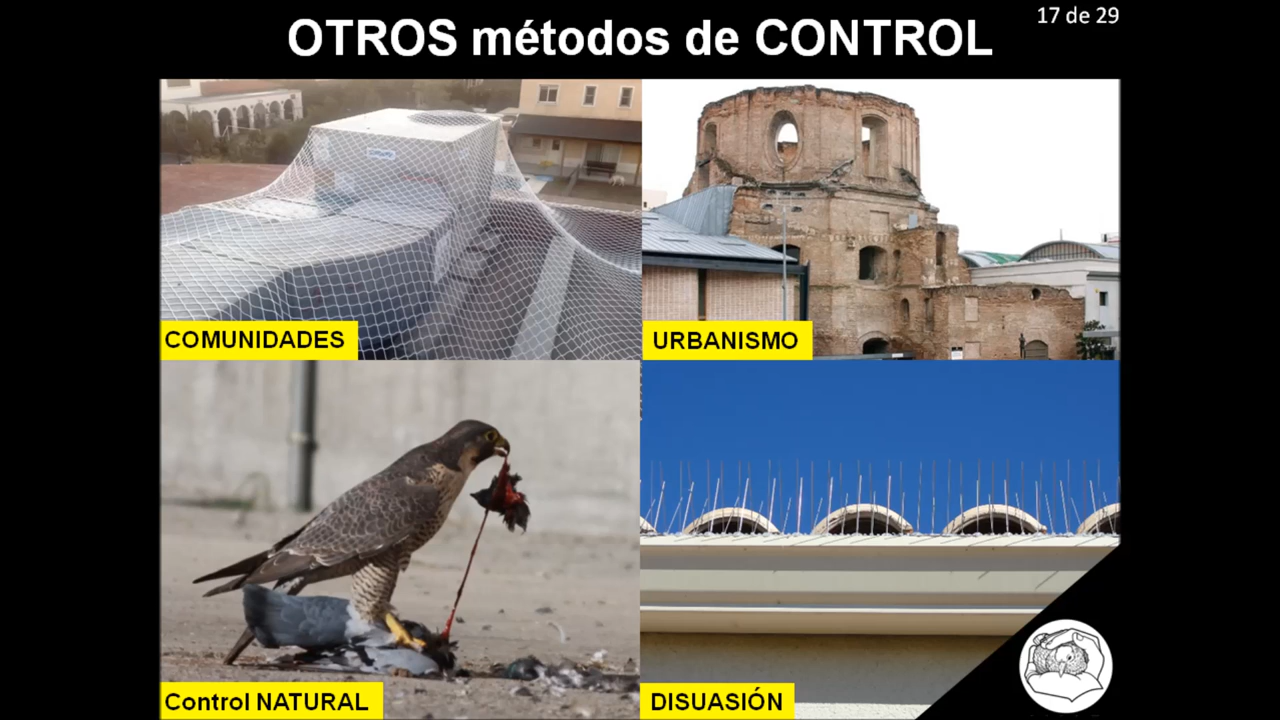 17 de 29
OTROS métodos de CONTROL
COMUNIDADES
URBANISMO
Control NATURAL
DISUASIÓN